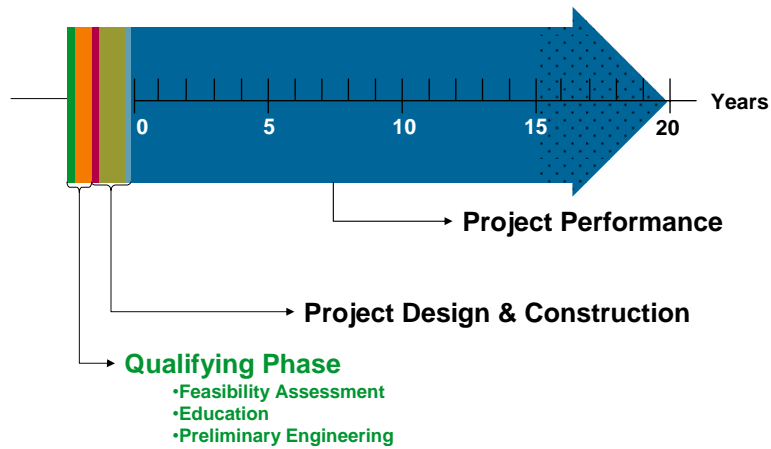 Years
0 5 10 15 20
Project Performance
Project Design & Construction
Qualifying Phase
•Feasibility Assessment
•Education
•Preliminary Engineering